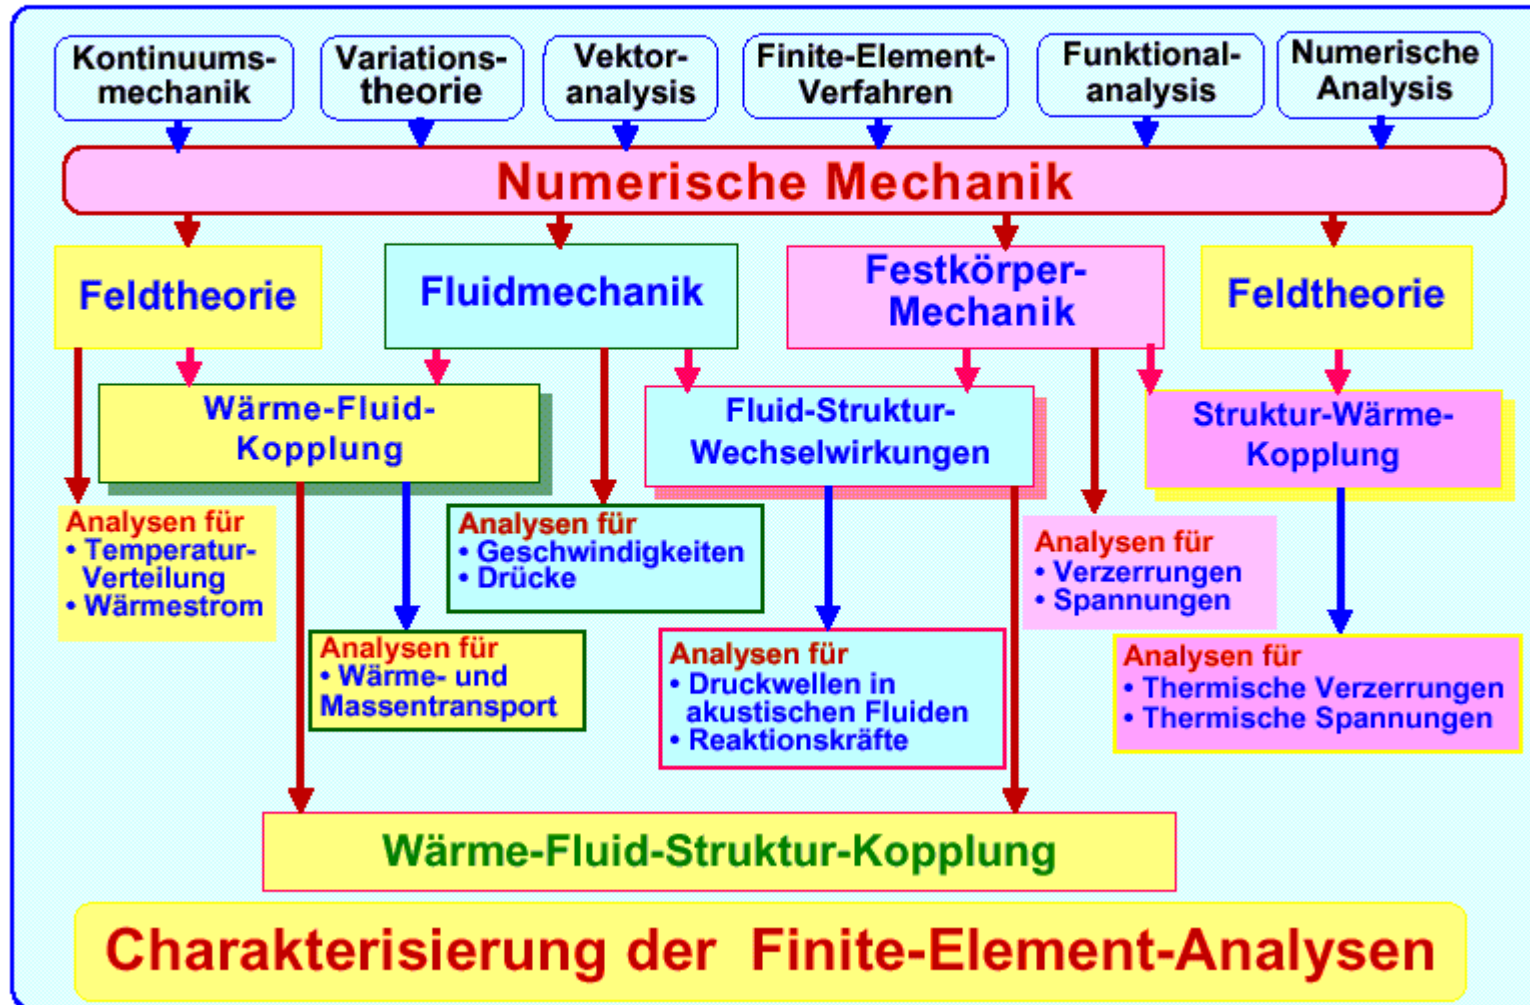 Kontinuums-
mechanik
Variations-
theorie
Vektor-
analysis
Finite-Element-
Verfahren
Funktional-
analysis
Numerische
Analysis
Numerische Mechanik
Feldtheorie
Fluidmechanik
Festkörper-
Mechanik
Feldtheorie
Wärme-Fluid-
Kopplung
Fluid-Struktur-
Wechselwirkungen
Struktur-Wärme-
Kopplung
Analysen für
• Temperatur-
Verteilung
• Wärmestrom
Analysen für
• Geschwindigkeiten
• Drücke
Analysen für
• Verzerrungen
• Spannungen
Analysen für
• Wärme- und
Massentransport
Analysen für
• Druckwellen in
akustischen Fluiden
• Reaktionskräfte
Analysen für
• Thermische Verzerrungen
• Thermische Spannungen
Wärme-Fluid-Struktur-Kopplung
Charakterisierung der Finite-Element-Analysen